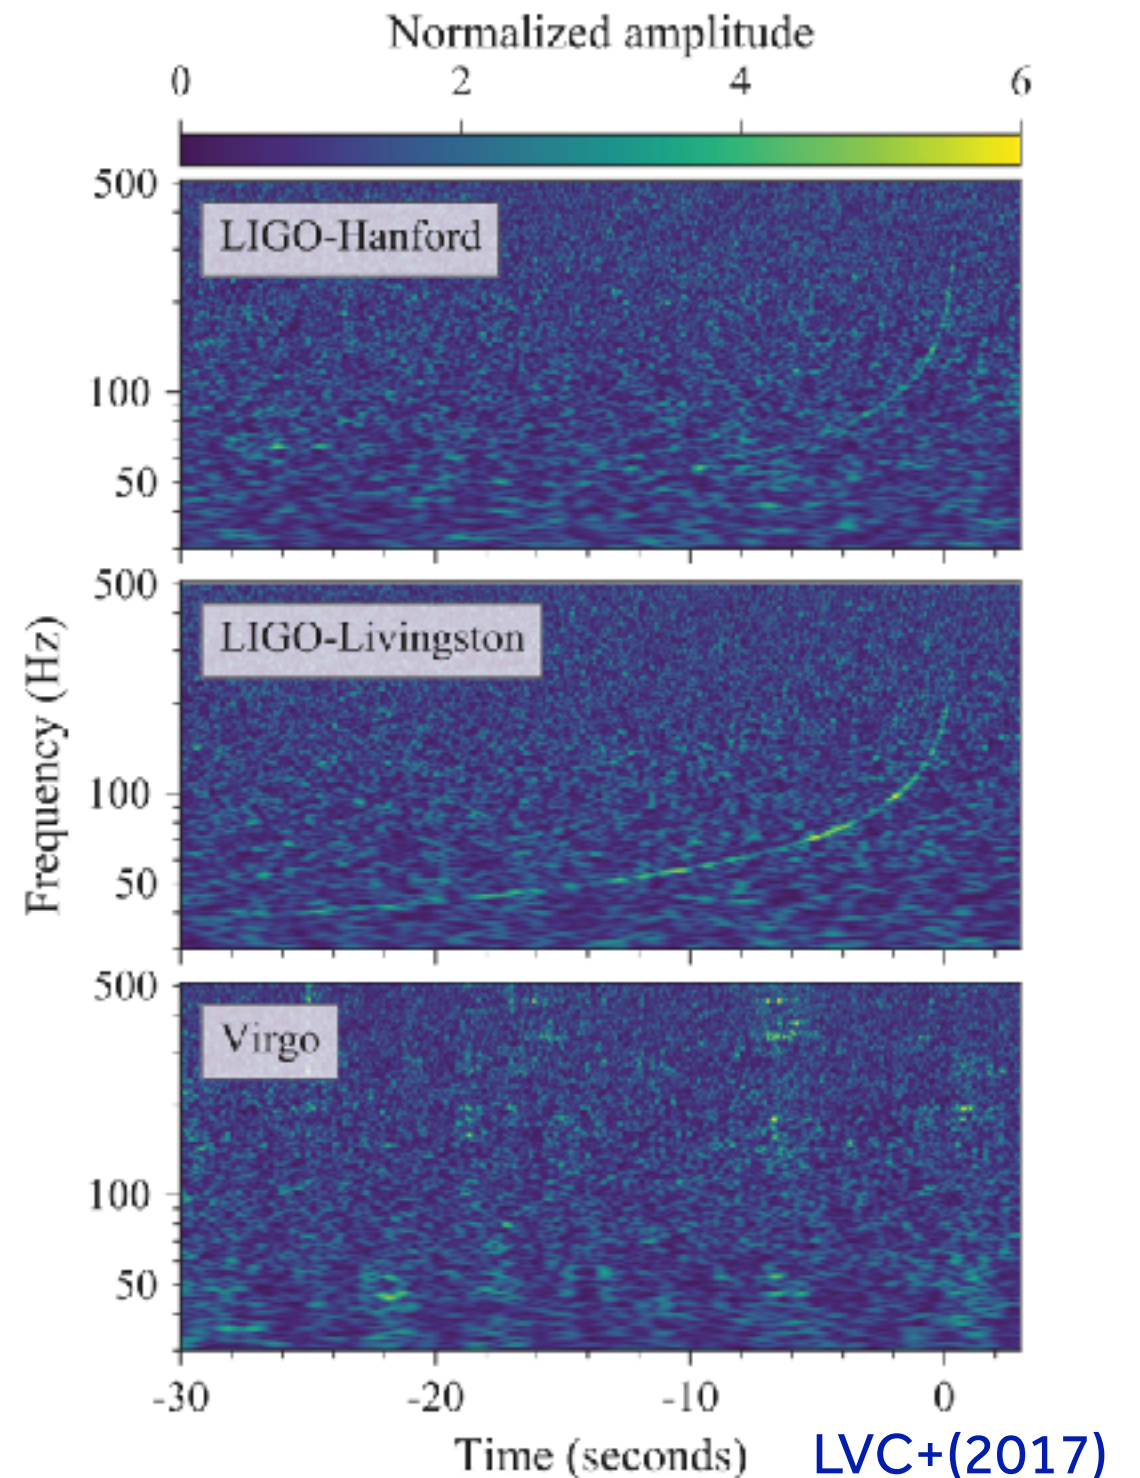 Normalized amplitude
0 2 4 6
500
LIGO-Hanford
100
50
500
LIGO-Livingston
Frequency (Hz)
100
50
500
Virgo
100
50
-30 -20 -10 0
Time (seconds)
LVC+(2017)